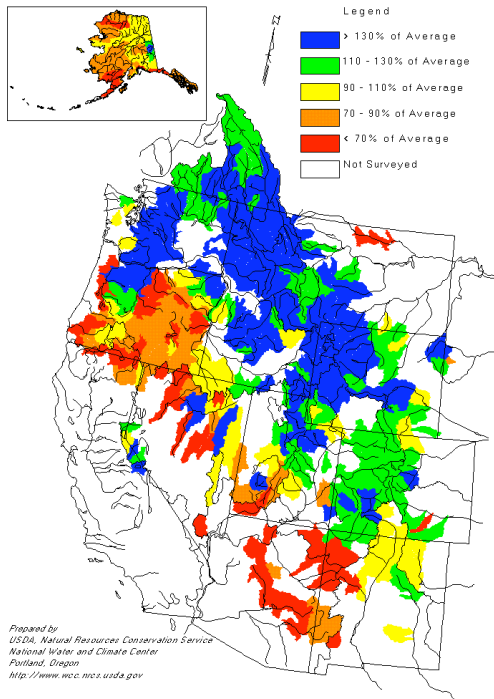 Legend
> 130% of Average
110 - 130% of Average
90 - 110% of Average
70 - 90% of Average
< 70% of Average
Not Surveyed
Prepared by
USDA, Natural Resources Conservation Service
National Water and Climate Center
Portland, Oregon
http://www.wcc.nrcs.usda.gov